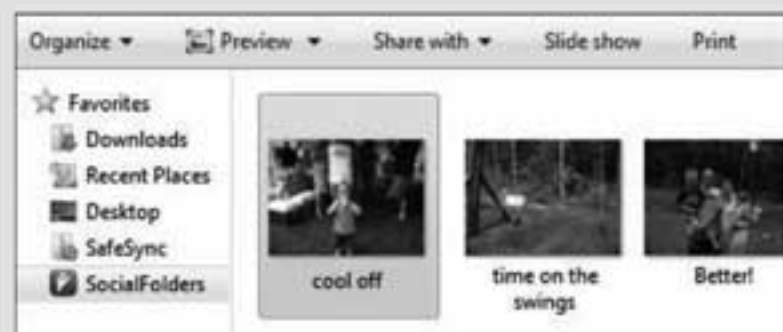 Organize Preview Share with Slide show Print
Favorites
Downloads
Recent Places
Desktop
SafeSync
SocialFolders
cool off
time on the
swings
Better!